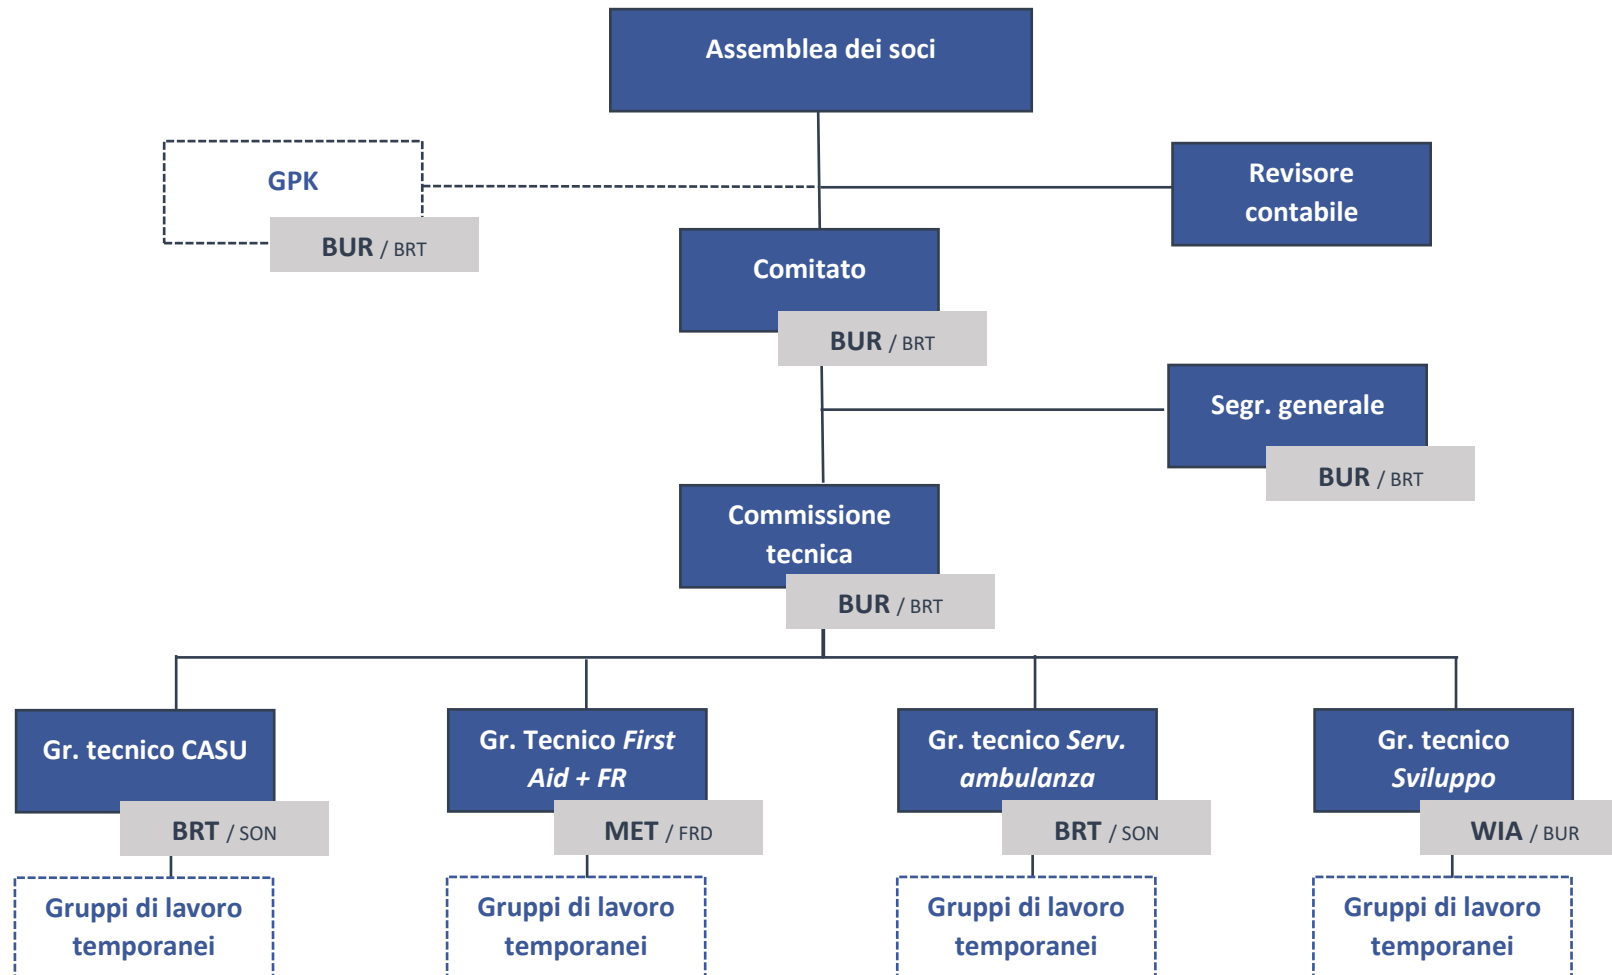 Assemblea dei soci
GPK
BUR / BRT
Revisore
contabile
Comitato
BUR / BRT
Segr. generale
BUR / BRT
Commissione
tecnica
BUR / BRT
Gr. tecnico CASU
BRT / SON
Gr. Tecnico First
Aid + FR
MET / FRD
Gr. tecnico Serv.
ambulanza
BRT / SON
Gr. tecnico
Sviluppo
WIA / BUR
Gruppi di lavoro
temporanei
Gruppi di lavoro
temporanei
Gruppi di lavoro
temporanei
Gruppi di lavoro
temporanei